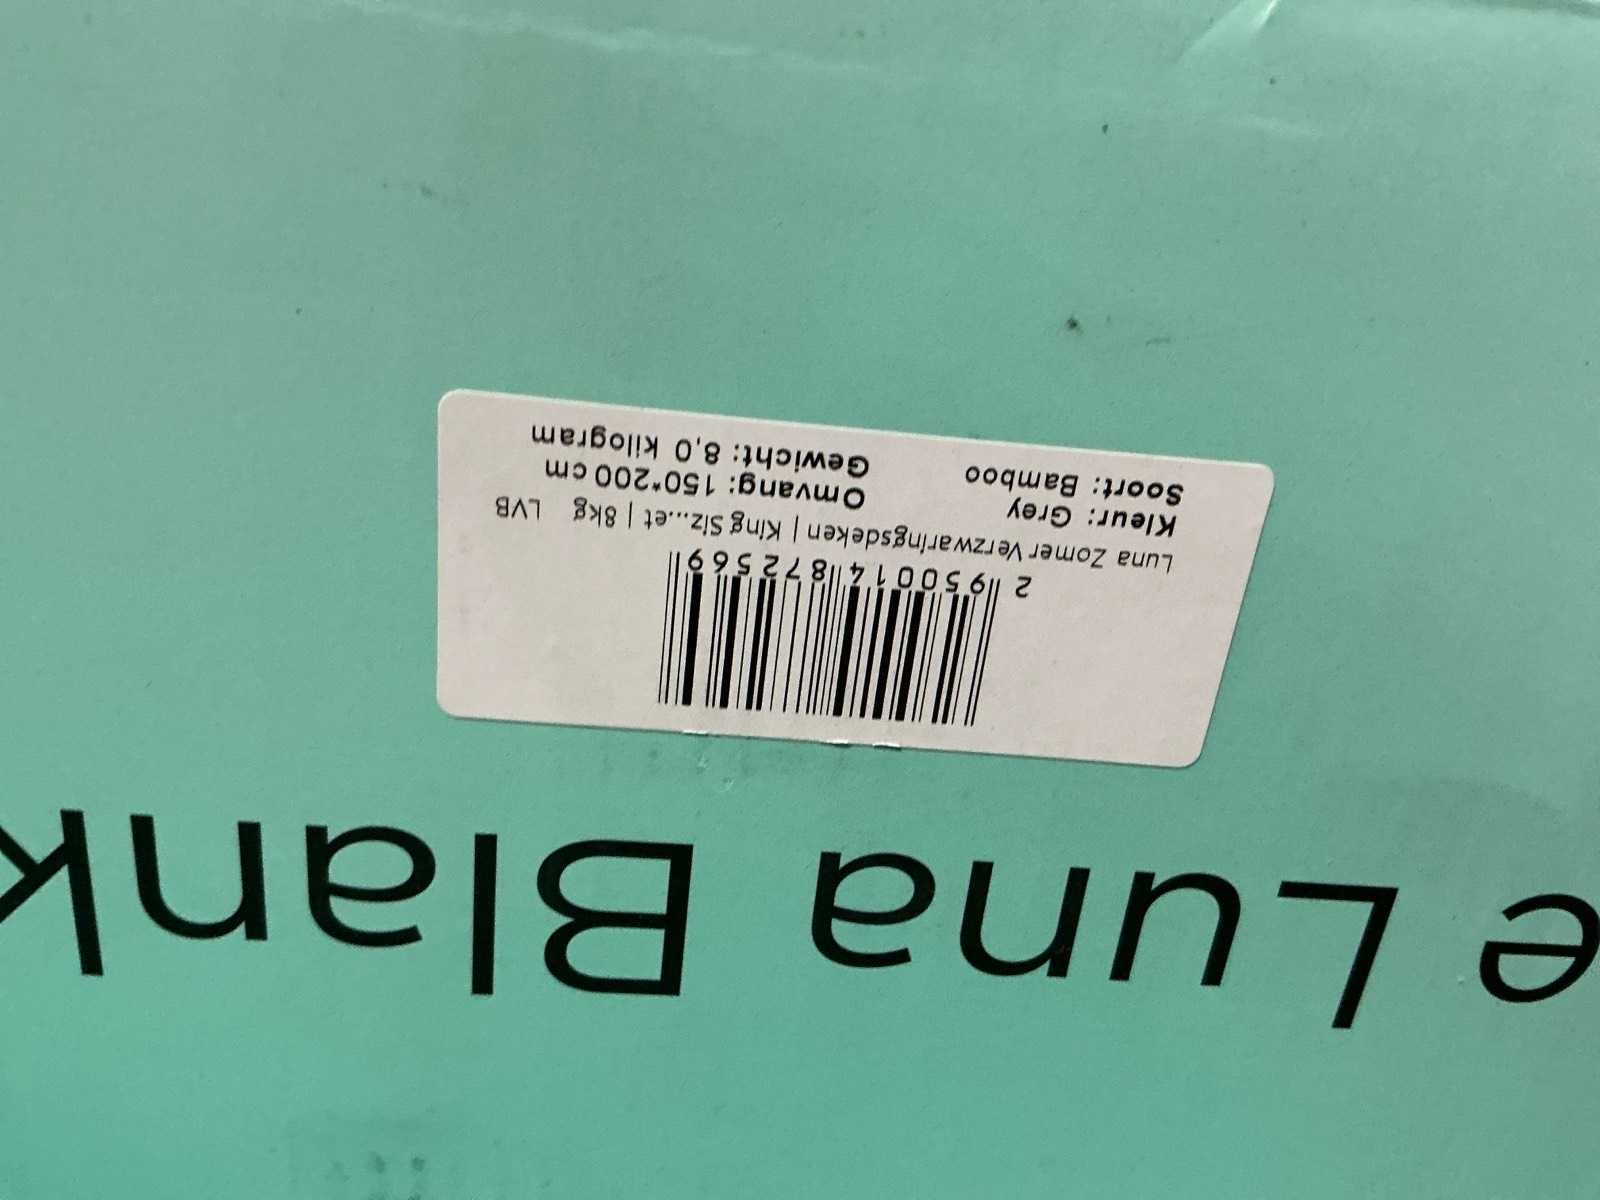 e Luna Blank
2 950014 872569
Luna Zomer Verzwaringsdeken | King Siz...et | 8kg LVB
Kleur: Grey Omvang: 150*200 cm
Soort: Bamboo Gewicht: 8,0 kilogram